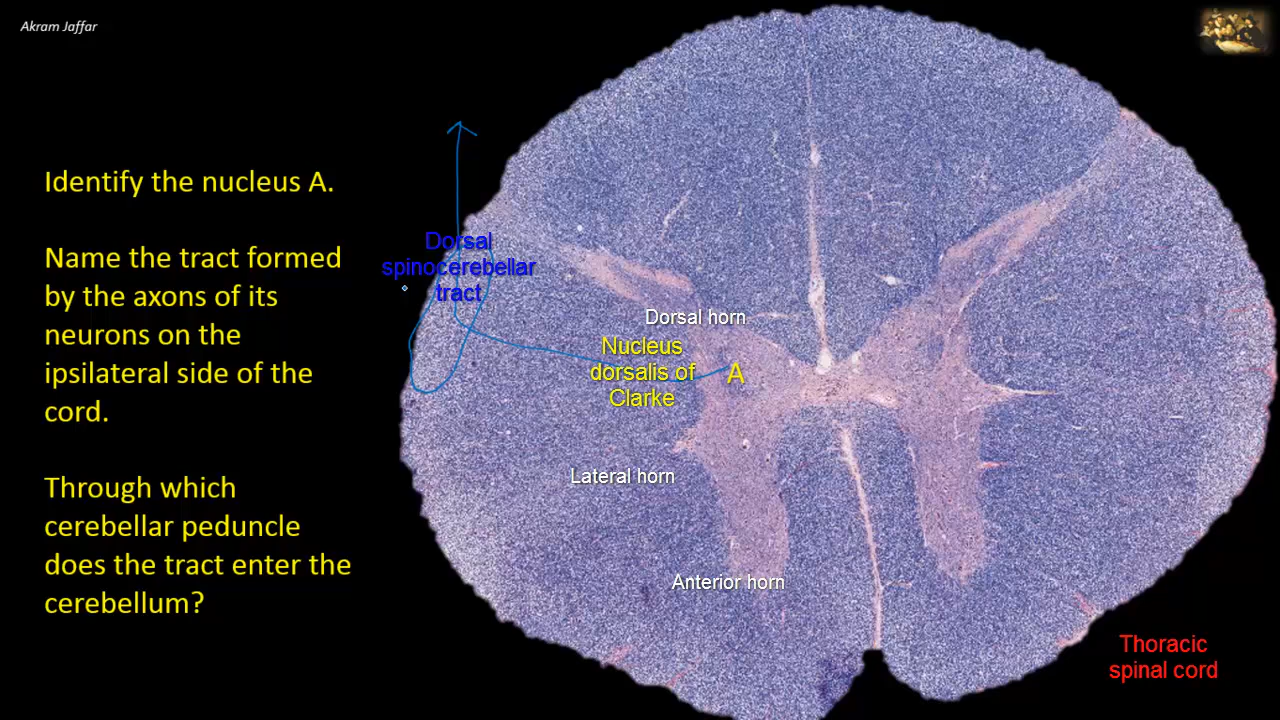 Akram Jaffar
Identify the nucleus A.
Name the tract formed
by the axons of its
neurons on the
ipsilateral side of the
cord.
Through which
cerebellar peduncle
does the tract enter the
cerebellum?
Dorsal
spinocerebellar
tract
Dorsal horn
Nucleus
dorsalis of
Clarke
A
Lateral horn
Anterior horn
Thoracic
spinal cord